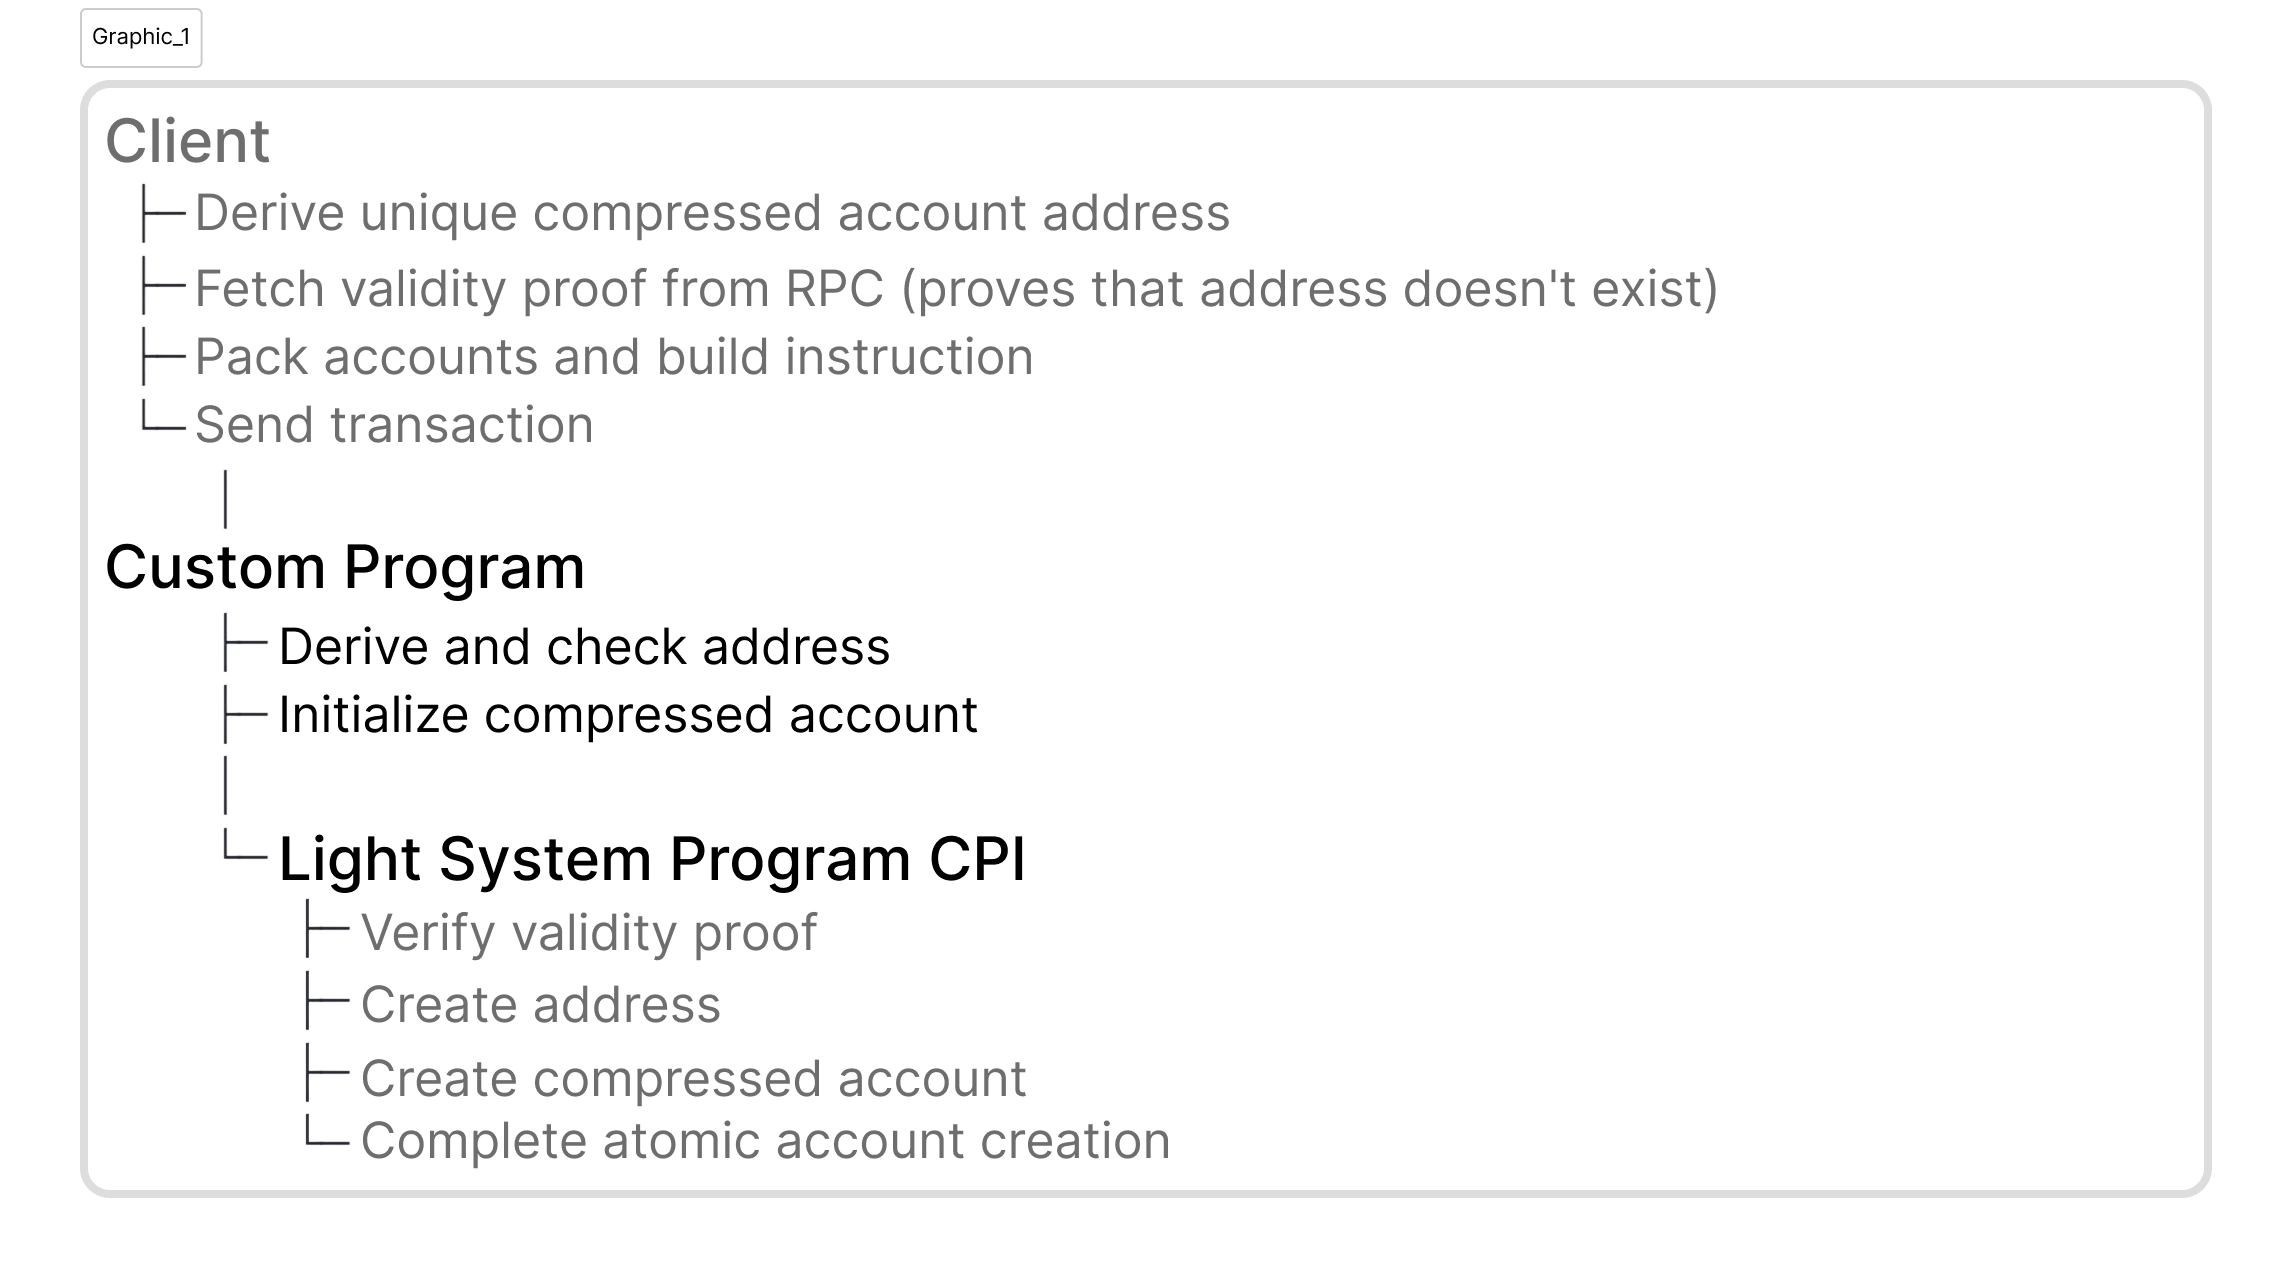 Graphic_1
Client
Derive unique compressed account address
Fetch validity proof from RPC (proves that address doesn't exist)
Pack accounts and build instruction
Send transaction
Custom Program
Derive and check address
Initialize compressed account
Light System Program CPI
Verify validity proof
Create address
Create compressed account
Complete atomic account creation